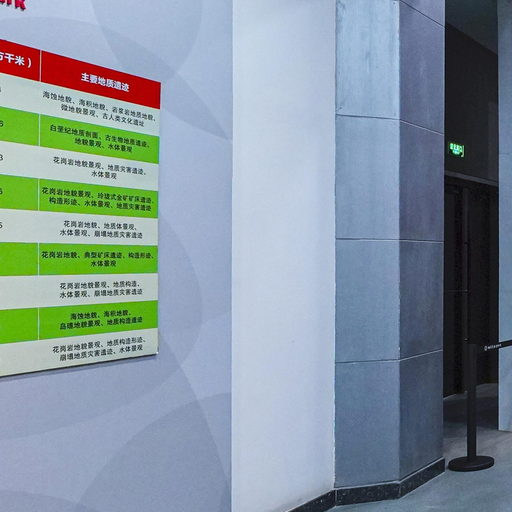 方千米）
主要地质遗迹
海蚀地貌、海积地貌、岩浆岩地质地貌、
微地貌景观、古人类文化遗址
白垩纪地质剖面、古生物地质遗迹、
地貌景观、水体景观
花岗岩地貌景观、地质灾害遗迹、
水体景观
花岗岩地貌景观、玲珑式金矿矿床遗迹、
构造形迹、水体景观、地质灾害遗迹
花岗岩地貌、地质体景观、
水体景观、崩塌地质灾害遗迹
花岗岩地貌、典型矿床遗迹、构造形迹、
水体景观
花岗岩地貌景观、地质构造、
水体景观、崩塌地质灾害遗迹
海蚀地貌、海积地貌、
岛礁地貌景观、地质构造遗迹
花岗岩地貌景观、地质构造形迹、
崩塌地质灾害遗迹、水体景观